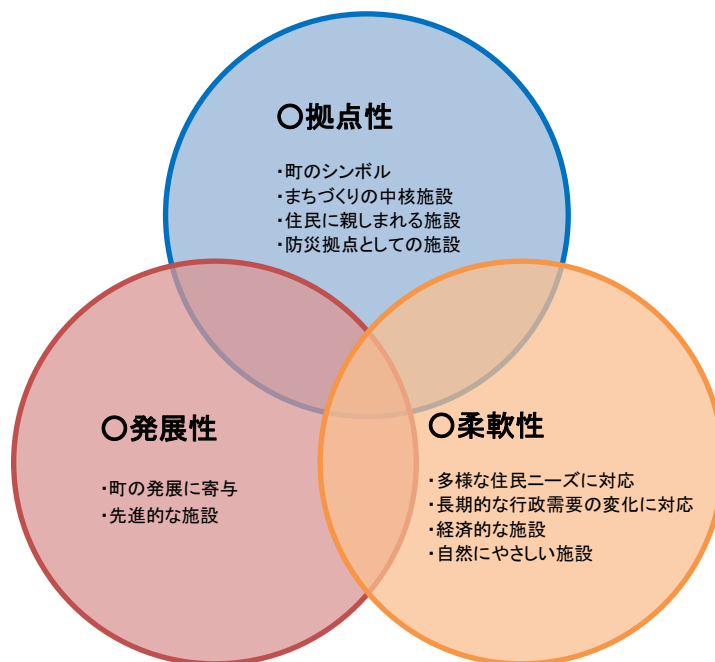 〇拠点性
・町のシンボル
・まちづくりの中核施設
・住民に親しまれる施設
・防災拠点としての施設
〇発展性
・町の発展に寄与
・先進的な施設
〇柔軟性
・多様な住民ニーズに対応
・長期的な行政需要の変化に対応
・経済的な施設
・自然にやさしい施設